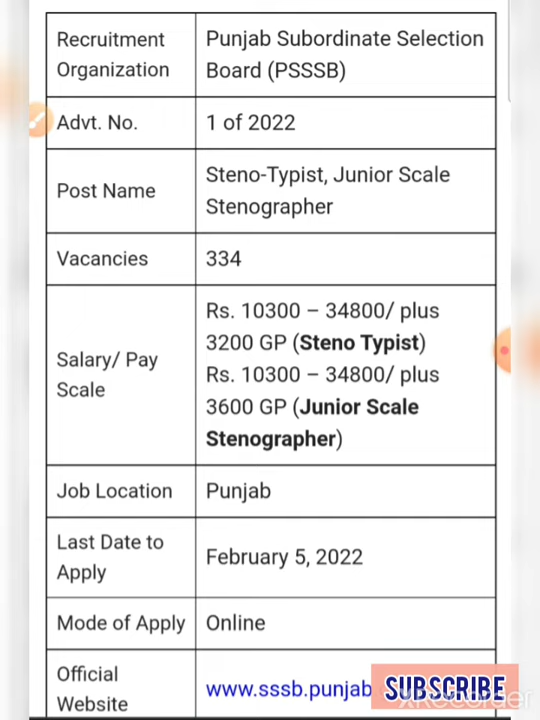 Recruitment
Organization
Punjab Subordinate Selection
Board (PSSSB)
Advt. No.
1 of 2022
Post Name
Steno-Typist, Junior Scale
Stenographer
Vacancies
334
Salary/ Pay
Scale
Rs. 10300 – 34800/ plus
3200 GP (Steno Typist)
Rs. 10300 – 34800/ plus
3600 GP (Junior Scale
Stenographer)
Job Location
Punjab
Last Date to
Apply
February 5, 2022
Mode of Apply
Online
Official
Website
www.sssb.punjab
SUBSCRIBE
XRecorder